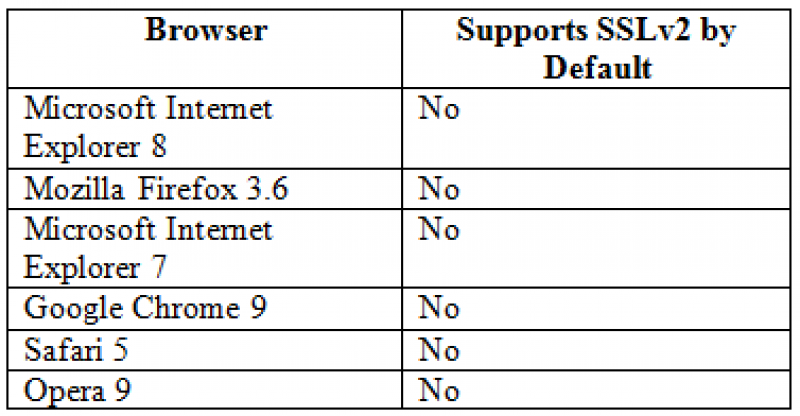 Browser
Supports SSLv2 by
Default
Microsoft Internet
Explorer 8
No
Mozilla Firefox 3.6
No
Microsoft Internet
Explorer 7
No
Google Chrome 9
No
Safari 5
No
Opera 9
No